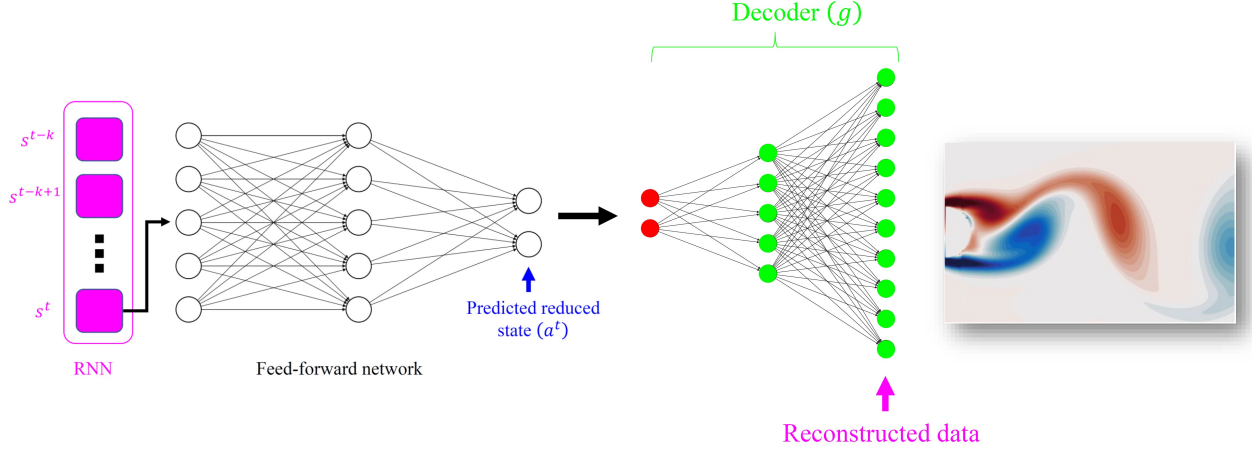 Decoder (g)
s^{t-k}
s^{t-k+1}
s^t
RNN
Feed-forward network
Predicted reduced
state (a^t)
Reconstructed data